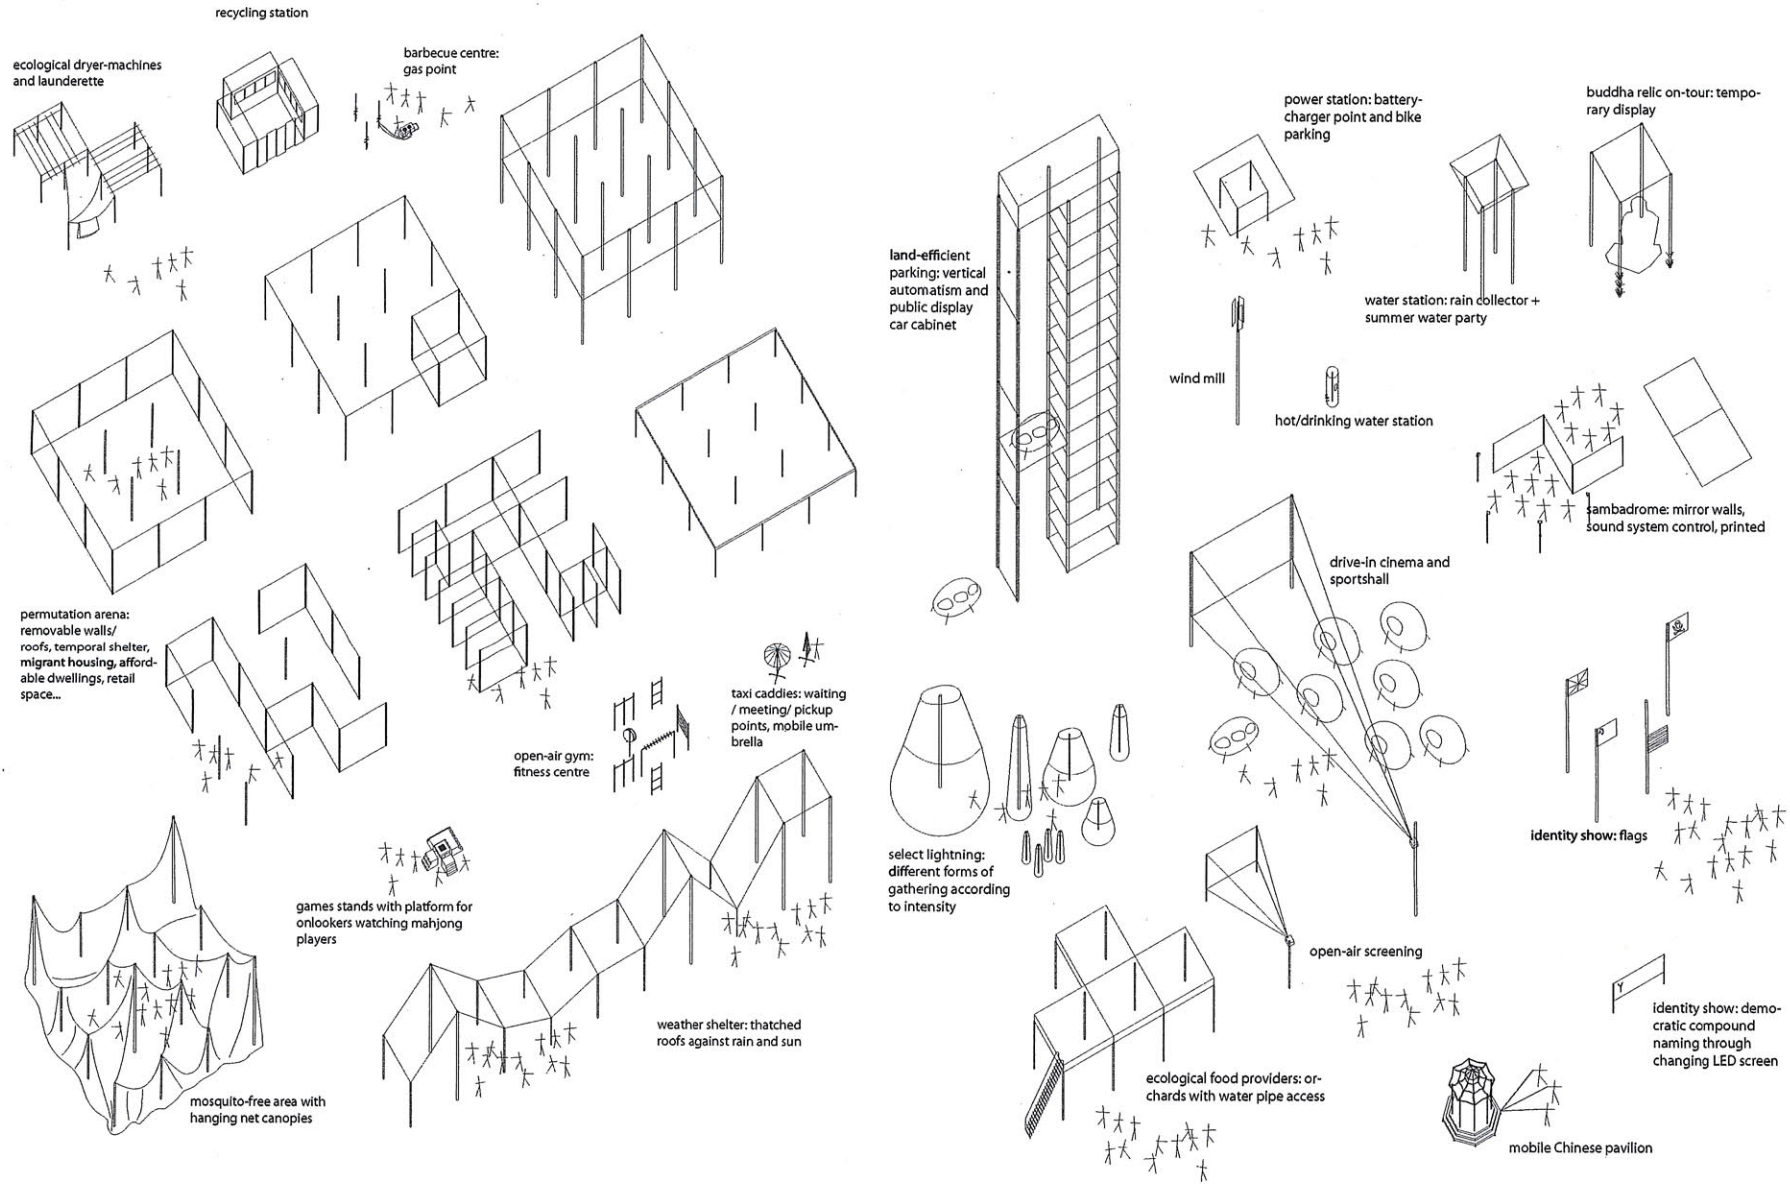 recycling station
ecological dryer-machines
and launderette
barbecue centre:
gas point
permutation arena:
removable walls/
roofs, temporal shelter,
migrant housing, afford-
able dwellings, retail
space...
open-air gym:
fitness centre
taxi caddies: waiting
/ meeting/ pickup
points, mobile um-
brella
games stands with platform for
onlookers watching mahjong
players
weather shelter: thatched
roofs against rain and sun
mosquito-free area with
hanging net canopies
land-efficient
parking: vertical
automatism and
public display
car cabinet
power station: battery-
charger point and bike
parking
buddha relic on-tour: tempo-
rary display
water station: rain collector +
summer water party
wind mill
hot/drinking water station
sambadrome: mirror walls,
sound system control, printed
drive-in cinema and
sportshall
select lightning:
different forms of
gathering according
to intensity
identity show: flags
open-air screening
identity show: demo-
cratic compound
naming through
changing LED screen
ecological food providers: or-
chards with water pipe access
mobile Chinese pavilion